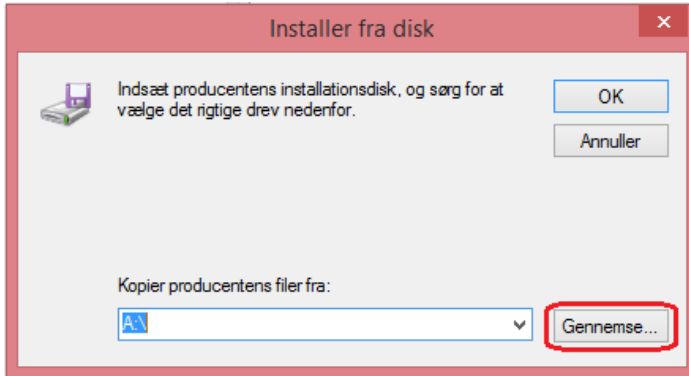 Installer fra disk
Indsæt producentens installationsdisk, og sørg for at
vælge det rigtige drev nedenfor.
OK
Annuller
Kopier producentens filer fra:
A:\
Gennemse...